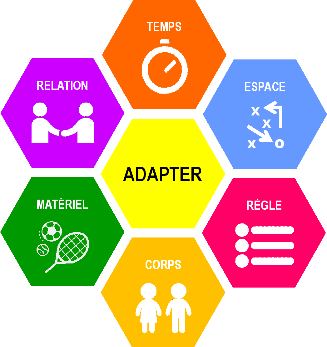 TEMPS
RELATION
ESPACE
x
x
x o
ADAPTER
MATÉRIEL
RÈGLE
CORPS